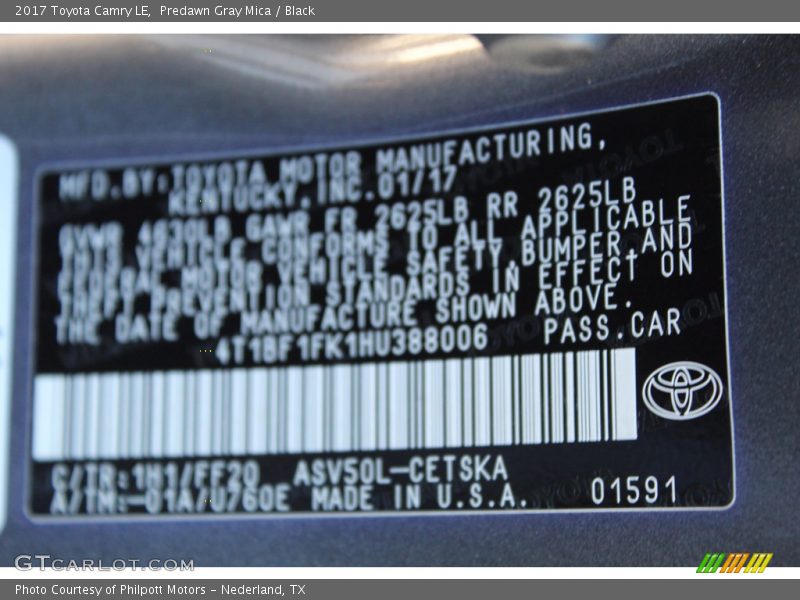 2017 Toyota Camry LE, Predawn Gray Mica / Black
MFD.BY:TOYOTA MOTOR MANUFACTURING,
KENTUCKY,INC.01/17
GVWR 4630LB GAWR FR 2625LB RR 2625LB
THIS VEHICLE CONFORMS TO ALL APPLICABLE
FEDERAL MOTOR VEHICLE SAFETY,BUMPER,AND
THEFT PREVENTION STANDARDS IN EFFECT ON
THE DATE OF MANUFACTURE SHOWN ABOVE.
4T1BF1FK1HU388006 PASS.CAR
C/TR:1H1/FF20 ASV50L-CETSKA
A/TM:-01A/U760E MADE IN U.S.A. 01591
GTCARLOT.COM
Photo Courtesy of Philpott Motors - Nederland, TX